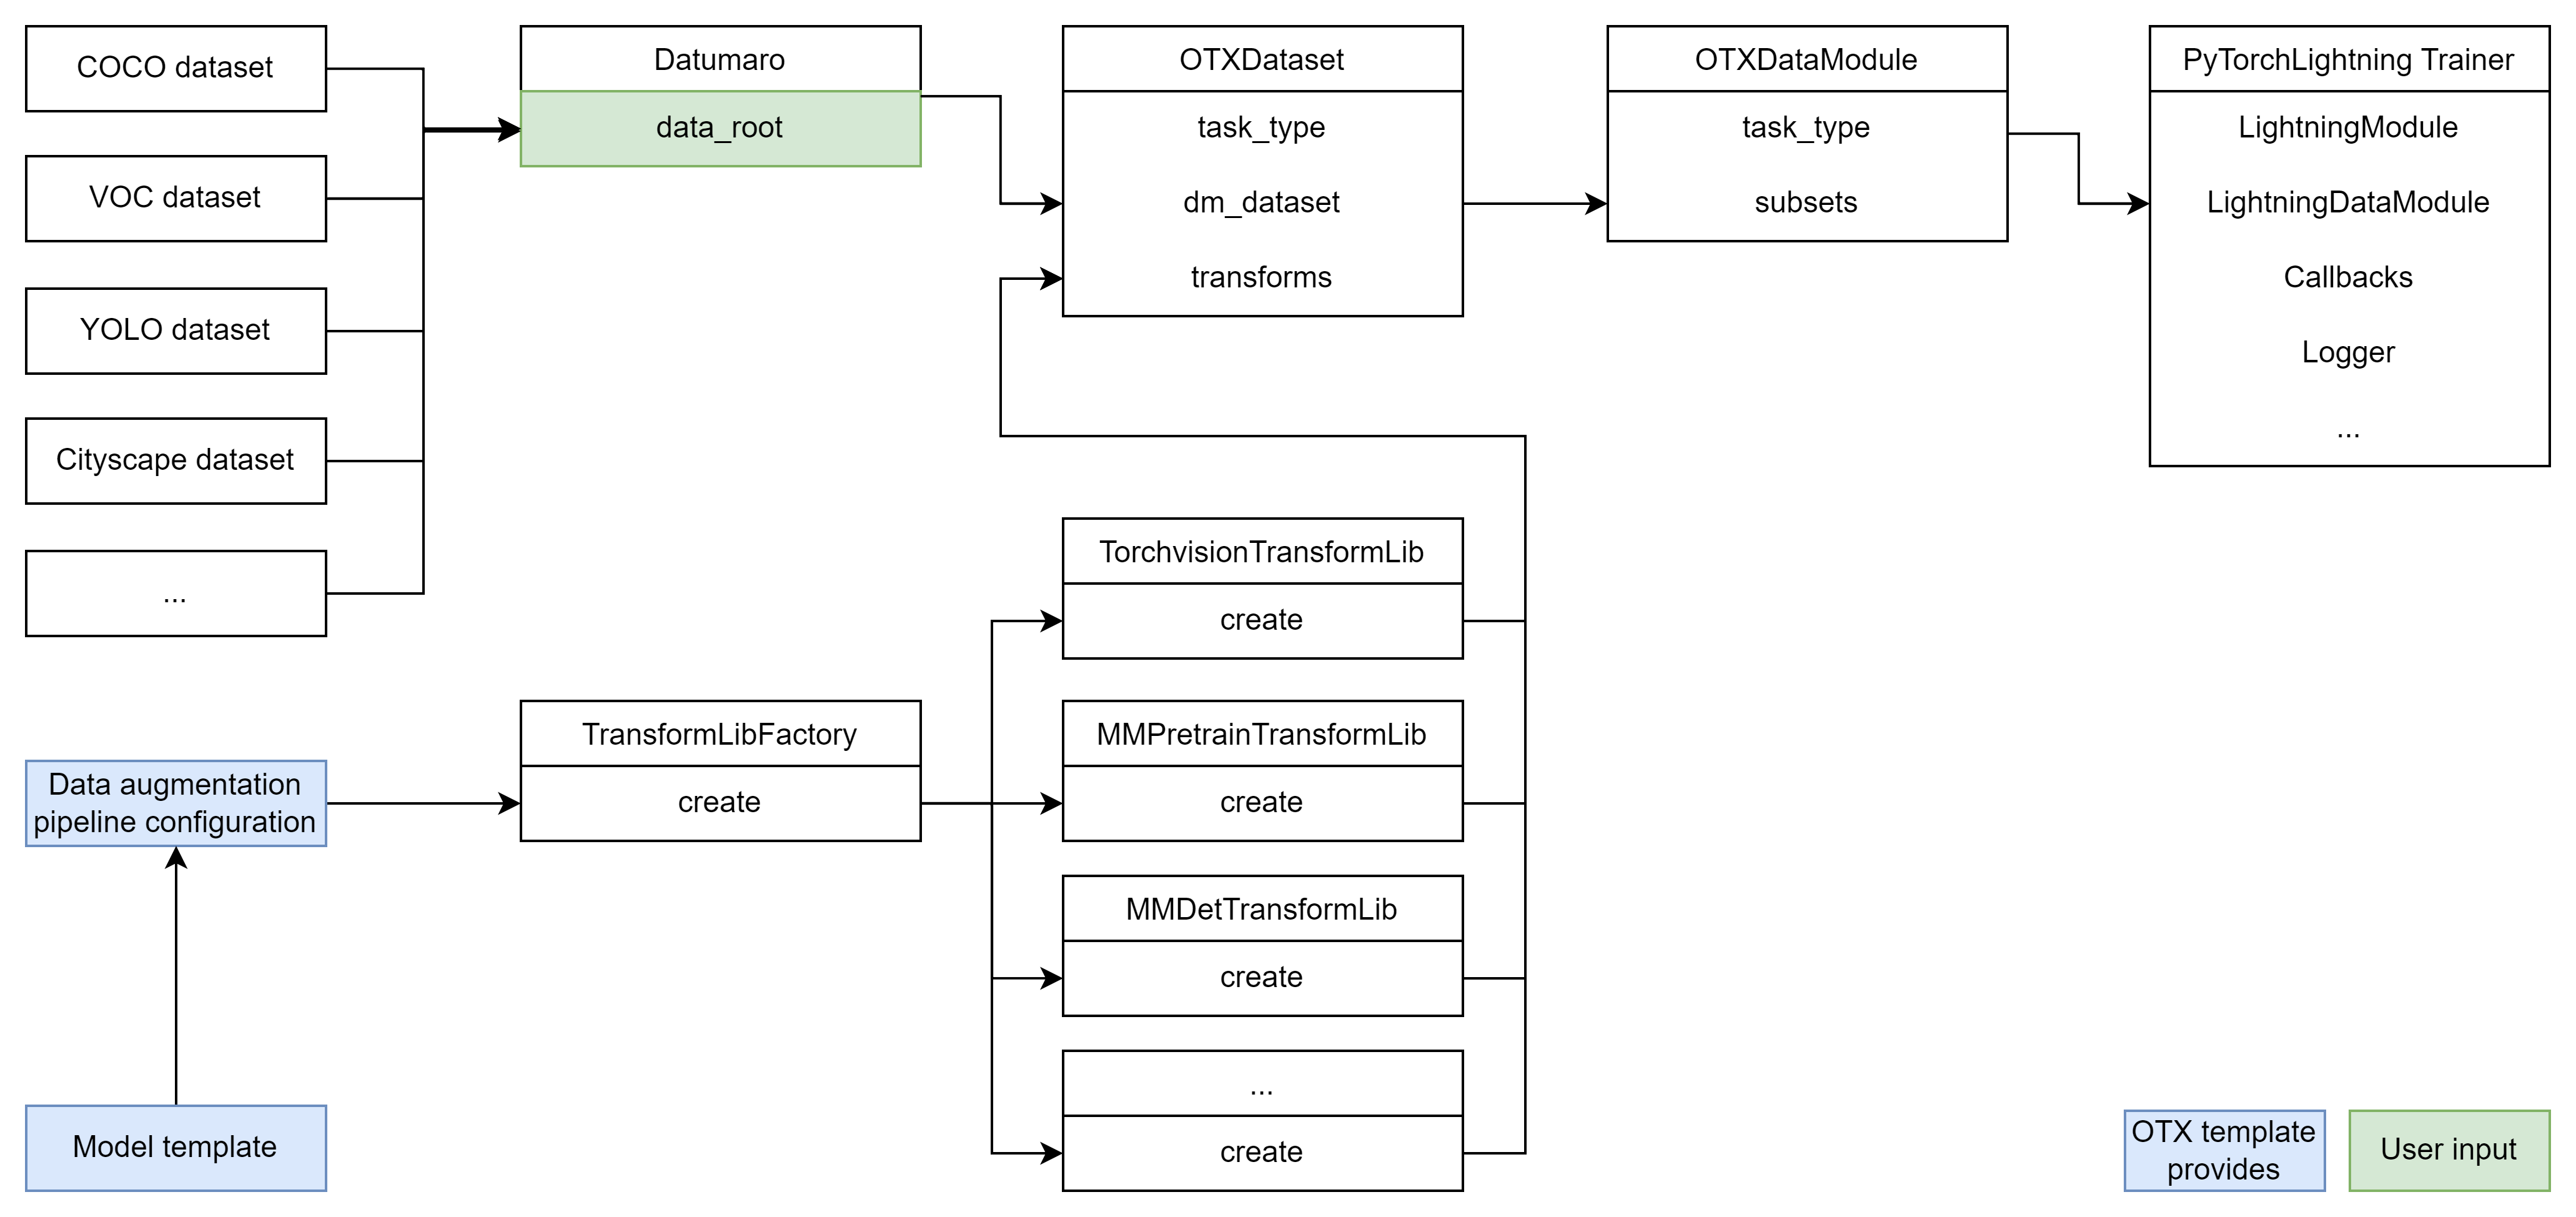 COCO dataset
VOC dataset
YOLO dataset
Cityscape dataset
...
Datumaro
data_root
OTXDataset
task_type
dm_dataset
transforms
OTXDataModule
task_type
subsets
PyTorchLightning Trainer
LightningModule
LightningDataModule
Callbacks
Logger
...
Data augmentation
pipeline configuration
Model template
TransformLibFactory
create
TorchvisionTransformLib
create
MMPretrainTransformLib
create
MMDetTransformLib
create
...
create
OTX template
provides
User input